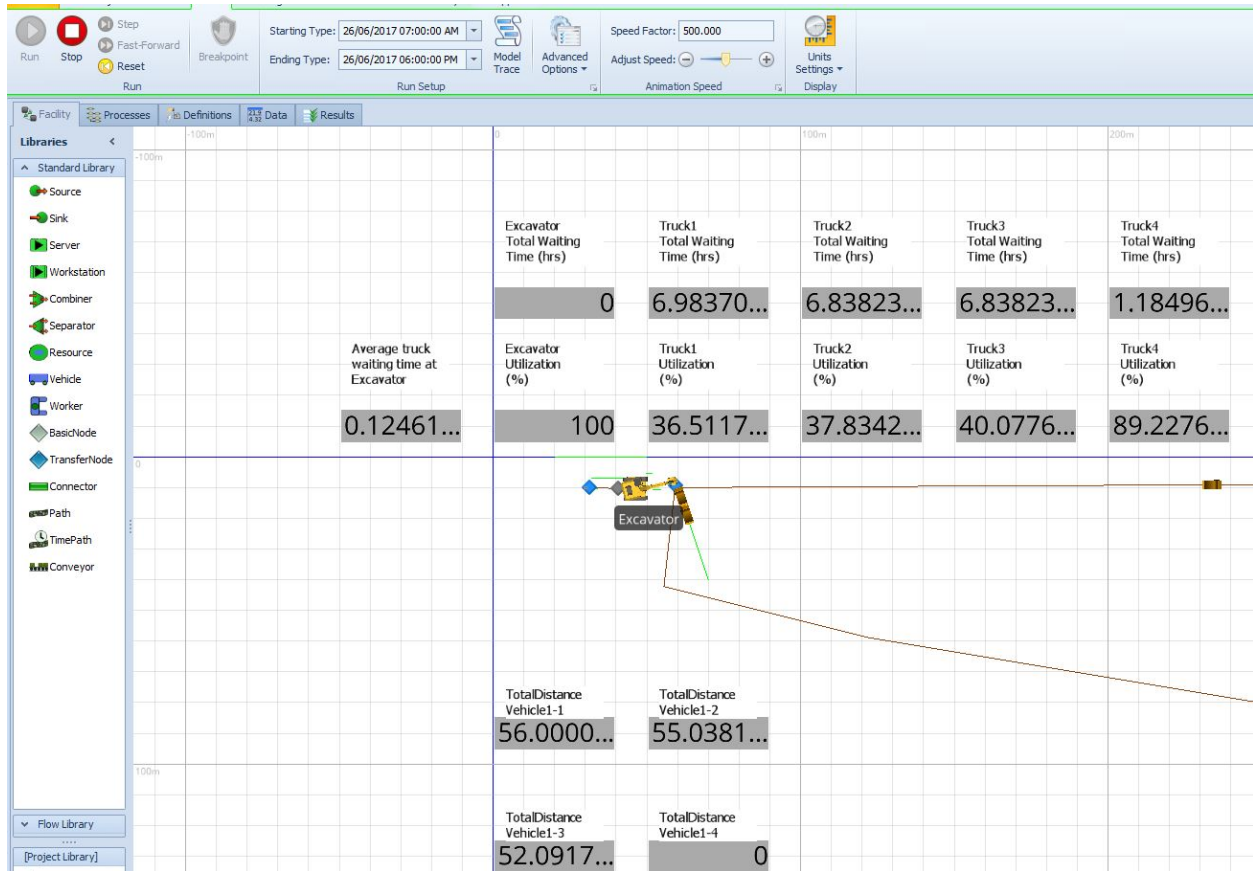 Step
Fast-Forward
Reset
Run
Stop
Run
Breakpoint
Starting Type: 26/06/2017 07:00:00 AM
Ending Type: 26/06/2017 06:00:00 PM
Model
Trace
Advanced
Options
Run Setup
Speed Factor: 500.000
Adjust Speed:
Animation Speed
Units
Settings
Display
Facility
Processes
Definitions
Data
Results
Libraries
Standard Library
Source
Sink
Server
Workstation
Combiner
Separator
Resource
Vehicle
Worker
BasicNode
TransferNode
Connector
Path
TimePath
Conveyor
Flow Library
[Project Library]
-100m
0
100m
200m
-100m
0
100m
Excavator
Total Waiting
Time (hrs)
0
Truck1
Total Waiting
Time (hrs)
6.98370...
Truck2
Total Waiting
Time (hrs)
6.83823...
Truck3
Total Waiting
Time (hrs)
6.83823...
Truck4
Total Waiting
Time (hrs)
1.18496...
Average truck
waiting time at
Excavator
0.12461...
Excavator
Utilization
(%)
100
Truck1
Utilization
(%)
36.5117...
Truck2
Utilization
(%)
37.8342...
Truck3
Utilization
(%)
40.0776...
Truck4
Utilization
(%)
89.2276...
Excavator
TotalDistance
Vehicle1-1
56.0000...
TotalDistance
Vehicle1-2
55.0381...
TotalDistance
Vehicle1-3
52.0917...
TotalDistance
Vehicle1-4
0